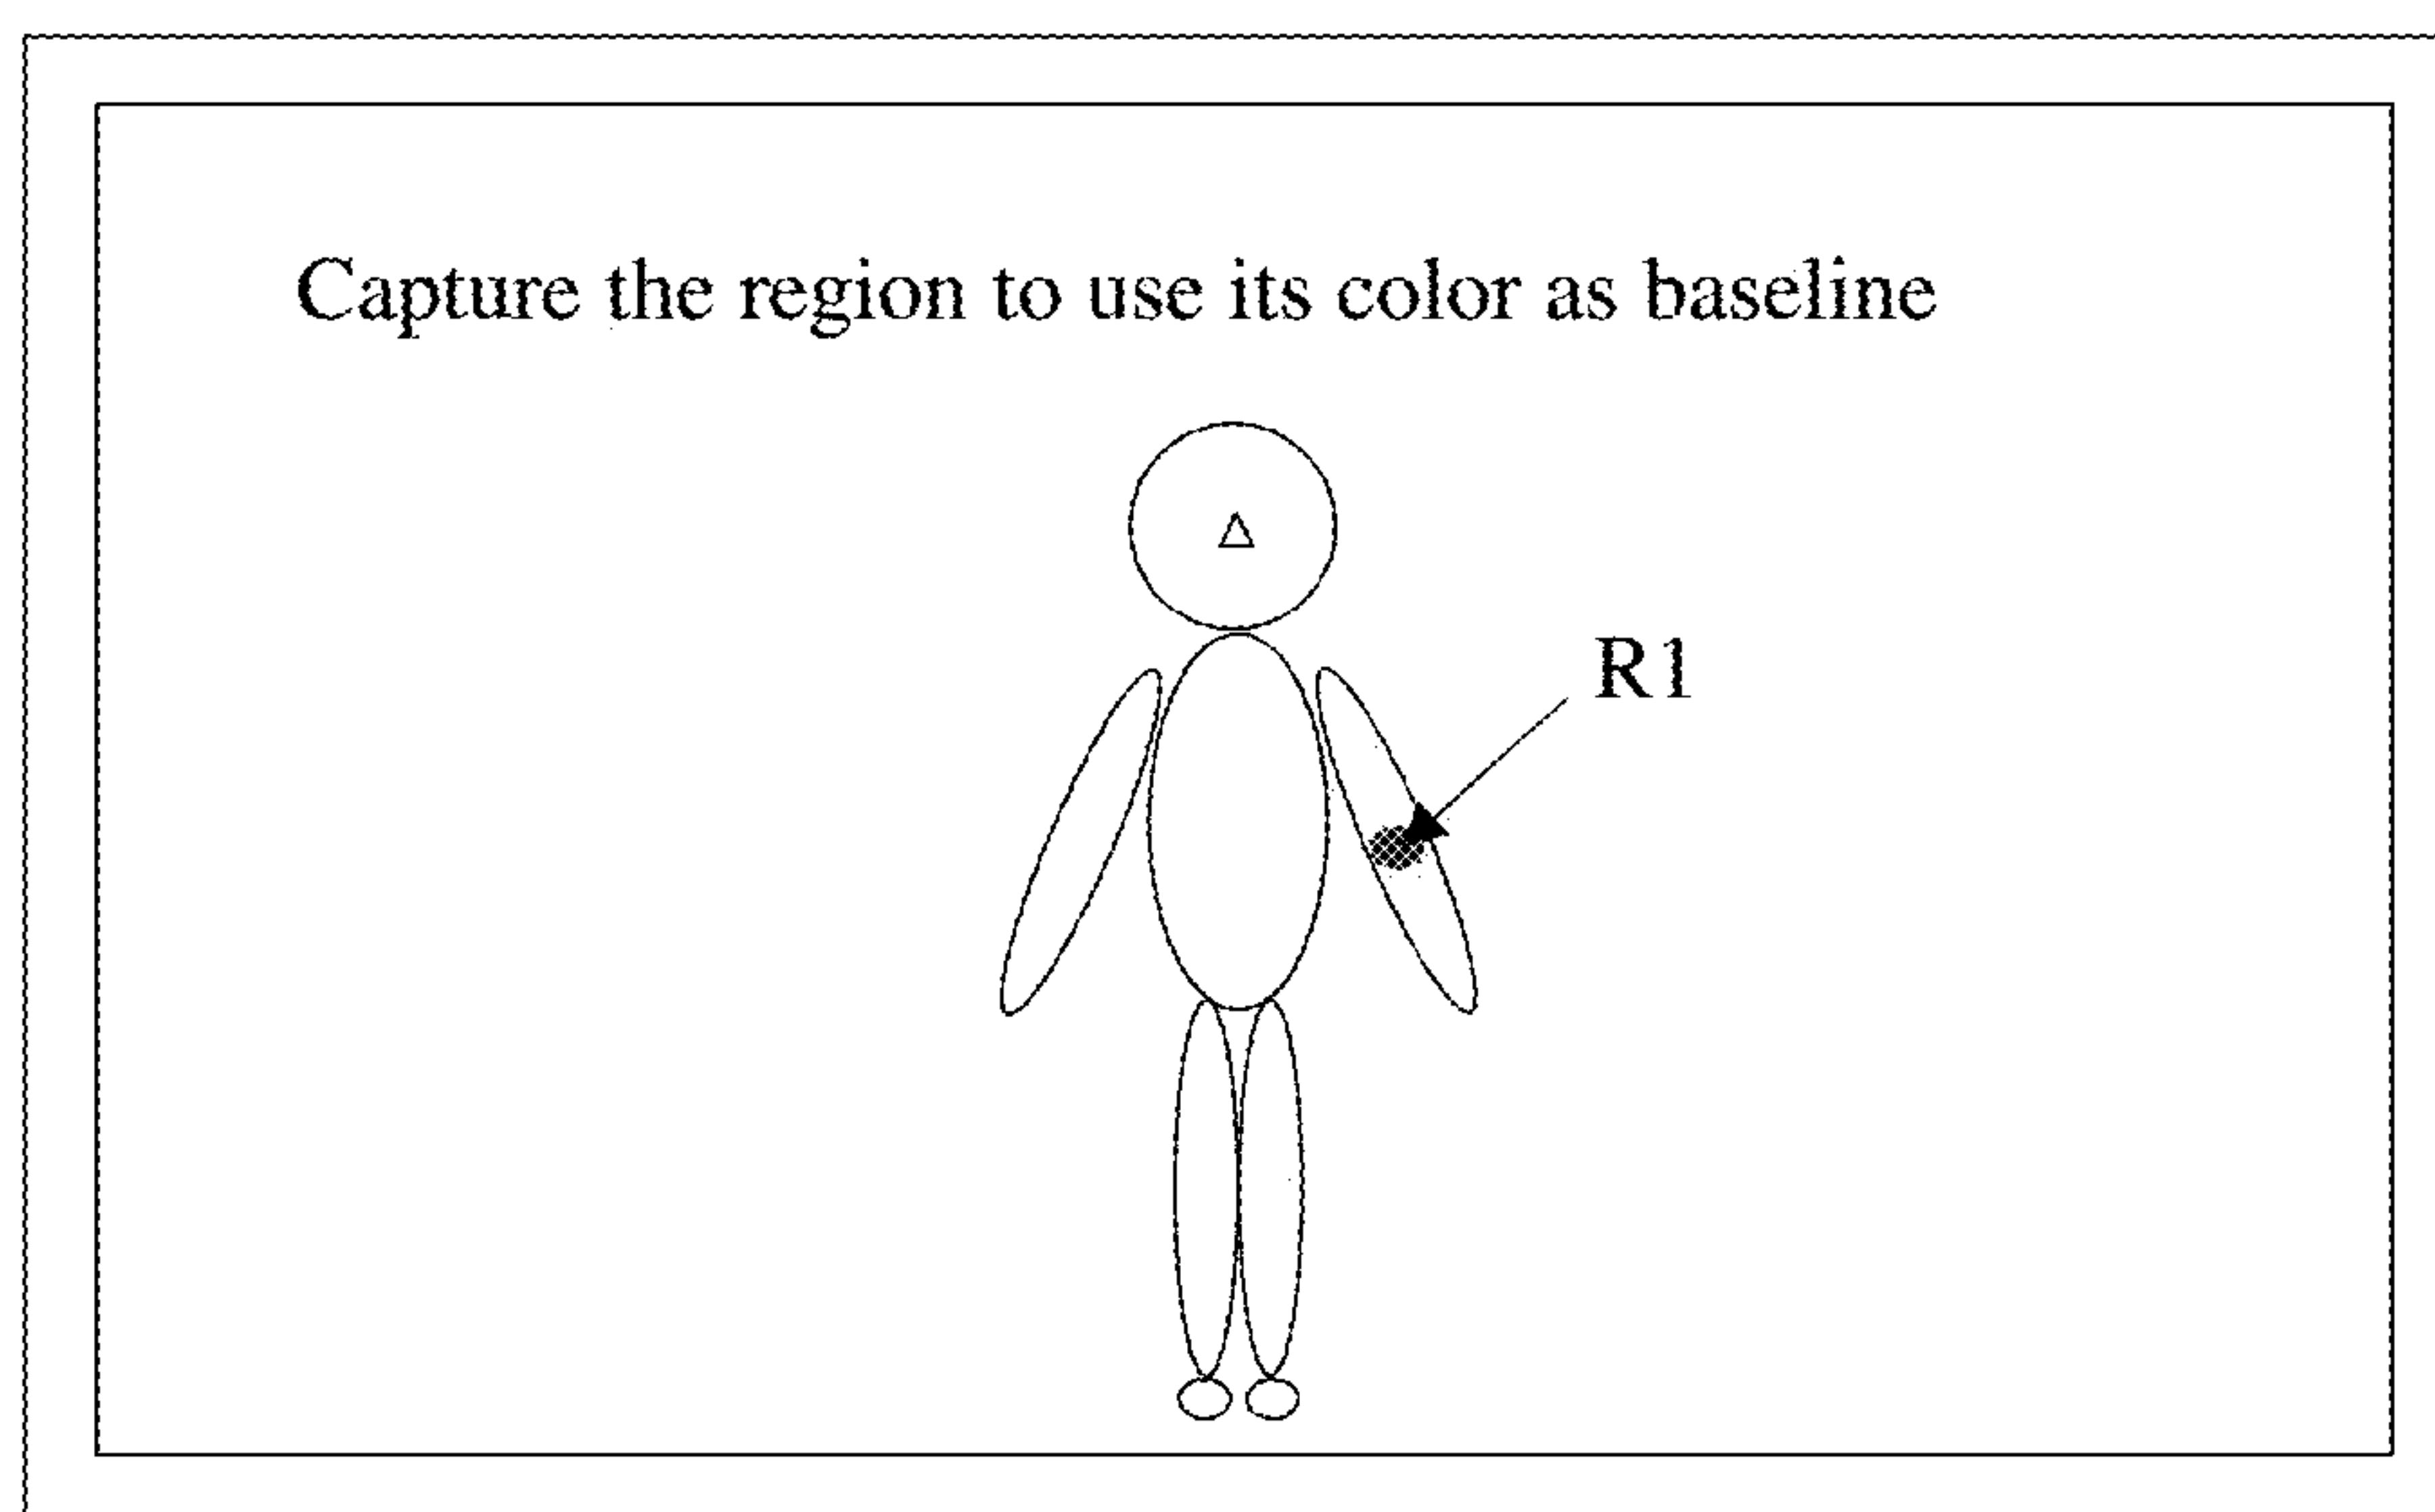 Capture the region to use its color as baseline
R1